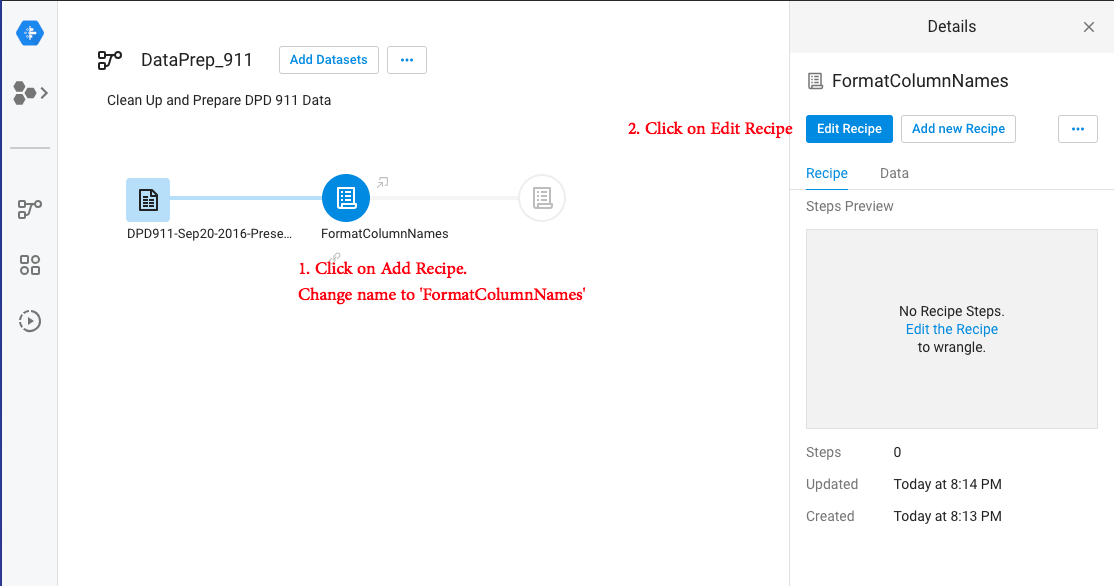 Details
DataPrep_911
Add Datasets
...
Clean Up and Prepare DPD 911 Data
FormatColumnNames
2. Click on Edit Recipe
Edit Recipe
Add new Recipe
...
Recipe
Data
Steps Preview
DPD911-Sep20-2016-Prese...
FormatColumnNames
1. Click on Add Recipe.
Change name to 'FormatColumnNames'
No Recipe Steps.
Edit the Recipe
to wrangle.
Steps 0
Updated Today at 8:14 PM
Created Today at 8:13 PM